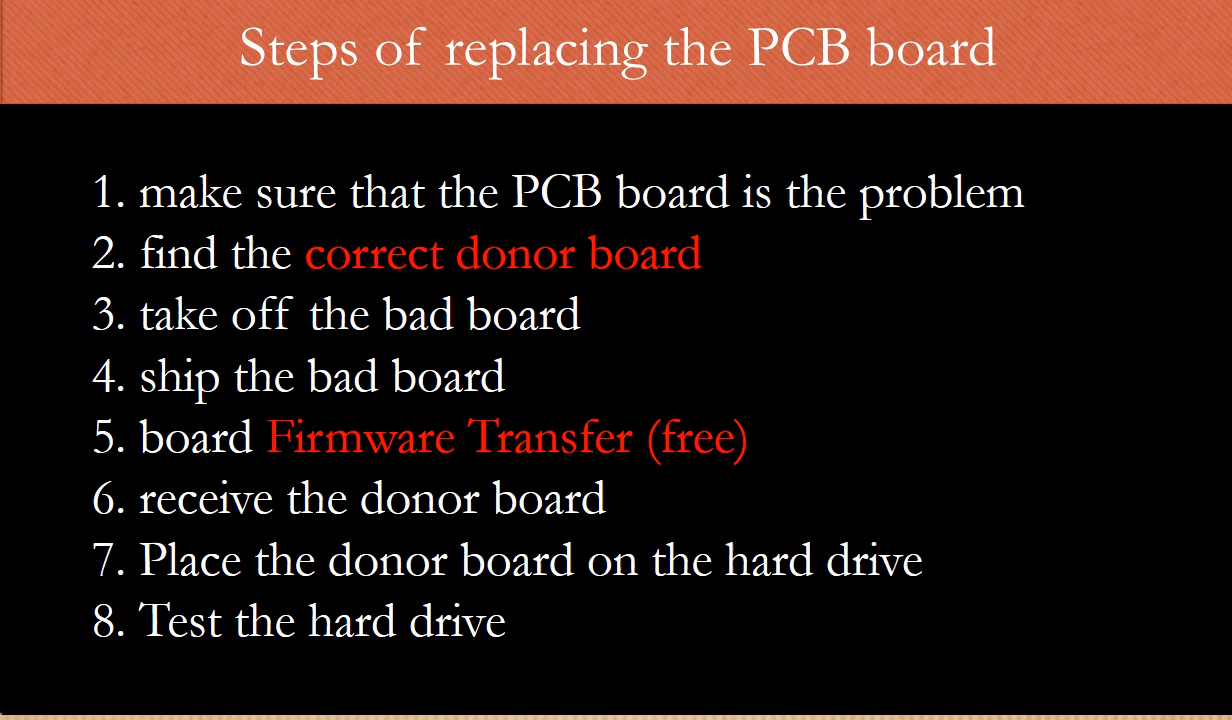 Steps of replacing the PCB board
1. make sure that the PCB board is the problem
2. find the correct donor board
3. take off the bad board
4. ship the bad board
5. board Firmware Transfer (free)
6. receive the donor board
7. Place the donor board on the hard drive
8. Test the hard drive